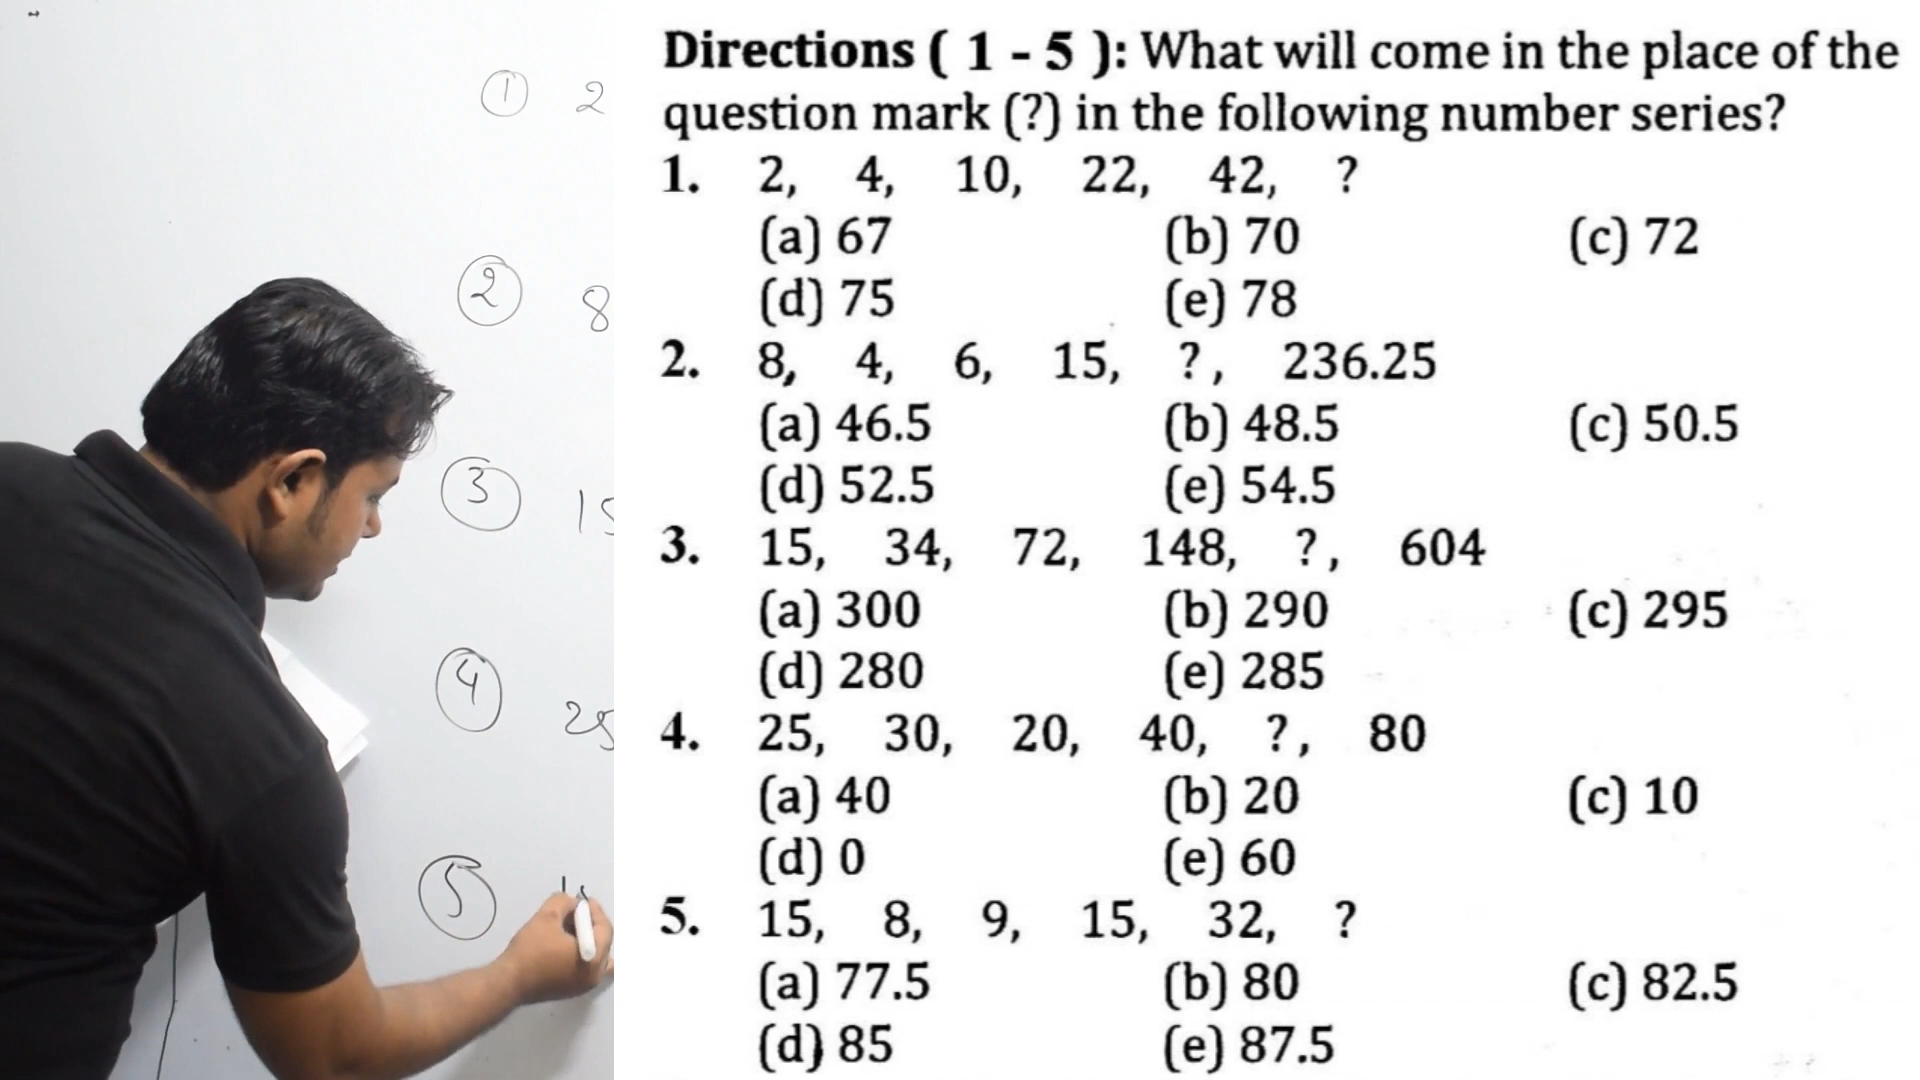 Directions ( 1 - 5 ): What will come in the place of the
question mark (?) in the following number series?
1. 2, 4, 10, 22, 42, ?
(a) 67 (b) 70 (c) 72
(d) 75 (e) 78
2. 8, 4, 6, 15, ?, 236.25
(a) 46.5 (b) 48.5 (c) 50.5
(d) 52.5 (e) 54.5
3. 15, 34, 72, 148, ?, 604
(a) 300 (b) 290 (c) 295
(d) 280 (e) 285
4. 25, 30, 20, 40, ?, 80
(a) 40 (b) 20 (c) 10
(d) 0 (e) 60
5. 15, 8, 9, 15, 32, ?
(a) 77.5 (b) 80 (c) 82.5
(d) 85 (e) 87.5
1 2
2 8
3 15
4 25
5